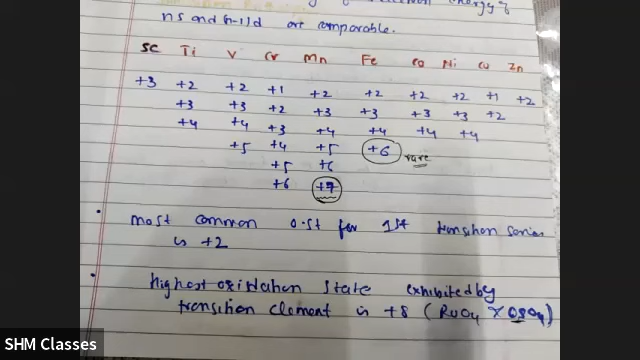 energy of
ns and (n-1)d are comparable.
Sc Ti V Cr Mn Fe Co Ni Cu Zn
+3 +2 +2 +1 +2 +2 +2 +2 +1 +2
+3 +3 +2 +3 +3 +3 +3 +2
+4 +4 +3 +4 +4 +4 +4
+5 +4 +5 +6 rare
+5 +6
+6 +7
most common o.st for 1st transition series
is +2
highest oxidation state exhibited by
transition element is +8 (RuO4 × OsO4)
SHM Classes